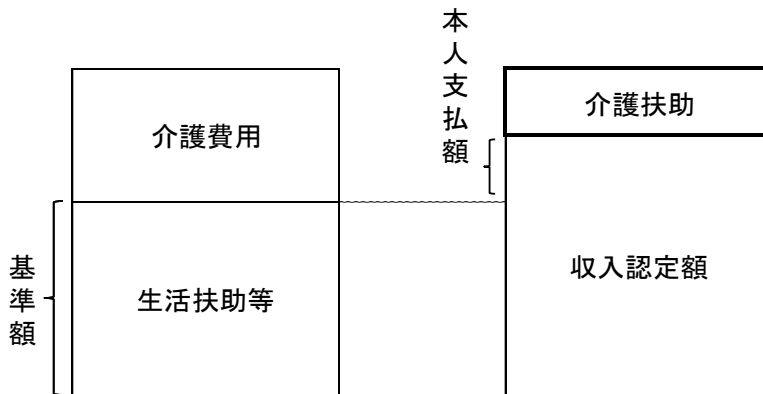 本人支払額
介護扶助
介護費用
収入認定額
基準額
生活扶助等